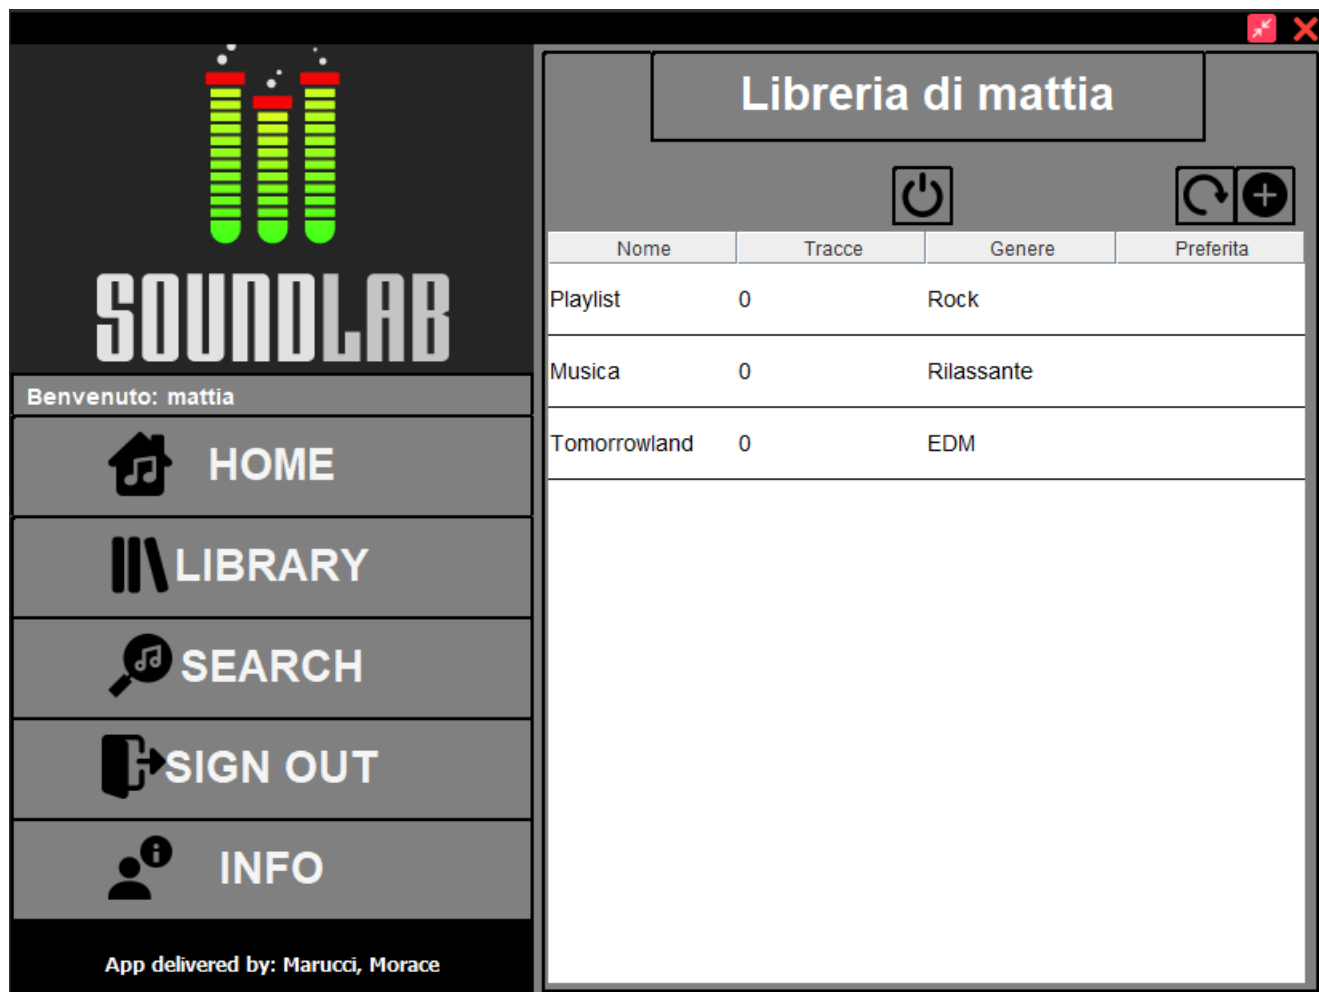 SOUNDLAB
Benvenuto: mattia
HOME
LIBRARY
SEARCH
SIGN OUT
INFO
App delivered by: Marucci, Morace
Libreria di mattia
Nome Tracce Genere Preferita
Playlist 0 Rock
Musica 0 Rilassante
Tomorrowland 0 EDM